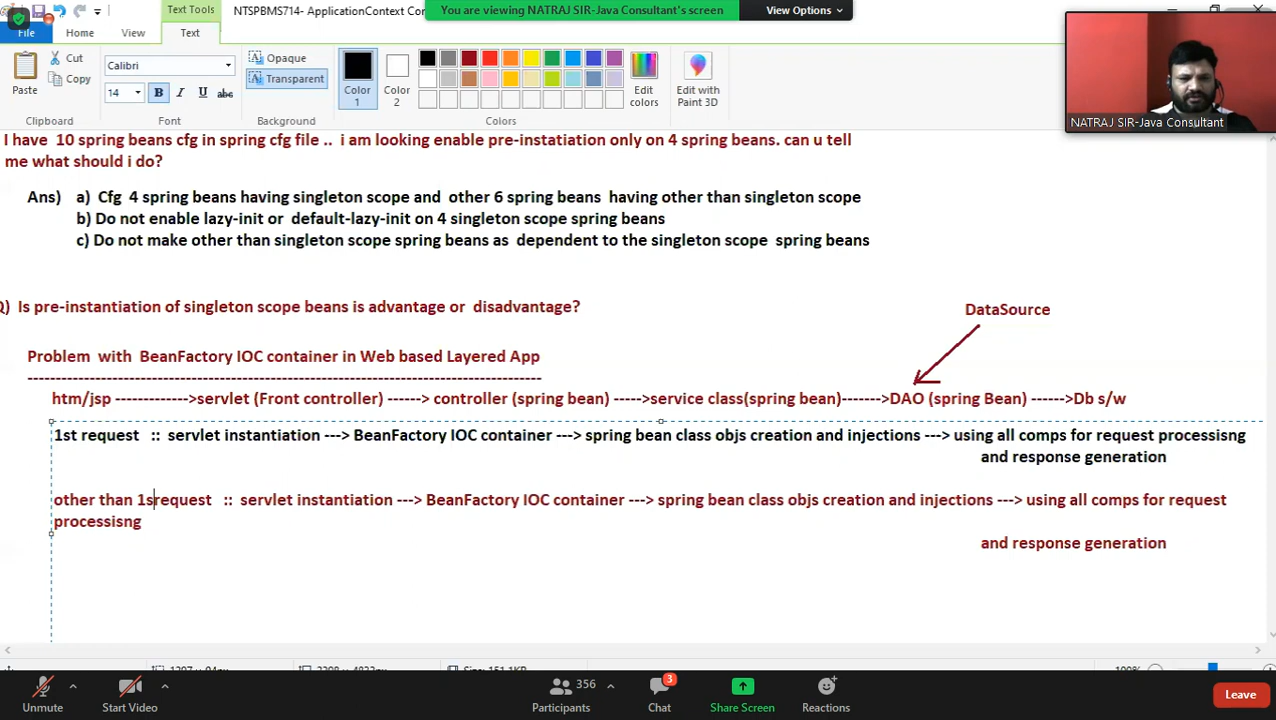 Text Tools
NTSPBMS714- ApplicationContext Con
You are viewing NATRAJ SIR-Java Consultant's screen
View Options
File
Home
View
Text
Paste
Cut
Copy
Calibri
14
B
I
U
abc
Opaque
Transparent
Color 1
Color 2
Edit colors
Edit with Paint 3D
Clipboard
Font
Background
Colors
NATRAJ SIR-Java Consultant
I have 10 spring beans cfg in spring cfg file .. i am looking enable pre-instatiation only on 4 spring beans. can u tell
me what should i do?
Ans) a) Cfg 4 spring beans having singleton scope and other 6 spring beans having other than singleton scope
b) Do not enable lazy-init or default-lazy-init on 4 singleton scope spring beans
c) Do not make other than singleton scope spring beans as dependent to the singleton scope spring beans
Q) Is pre-instantiation of singleton scope beans is advantage or disadvantage?
DataSource
Problem with BeanFactory IOC container in Web based Layered App
----------------------------------------------------------------------------------------
htm/jsp ------------->servlet (Front controller) ------> controller (spring bean) ----->service class(spring bean)------->DAO (spring Bean) ------>Db s/w
1st request :: servlet instantiation ---> BeanFactory IOC container ---> spring bean class objs creation and injections ---> using all comps for request processisng
and response generation
other than 1srequest :: servlet instantiation ---> BeanFactory IOC container ---> spring bean class objs creation and injections ---> using all comps for request
processisng
and response generation
100%
Unmute
Start Video
356
Participants
3
Chat
Share Screen
Reactions
Leave